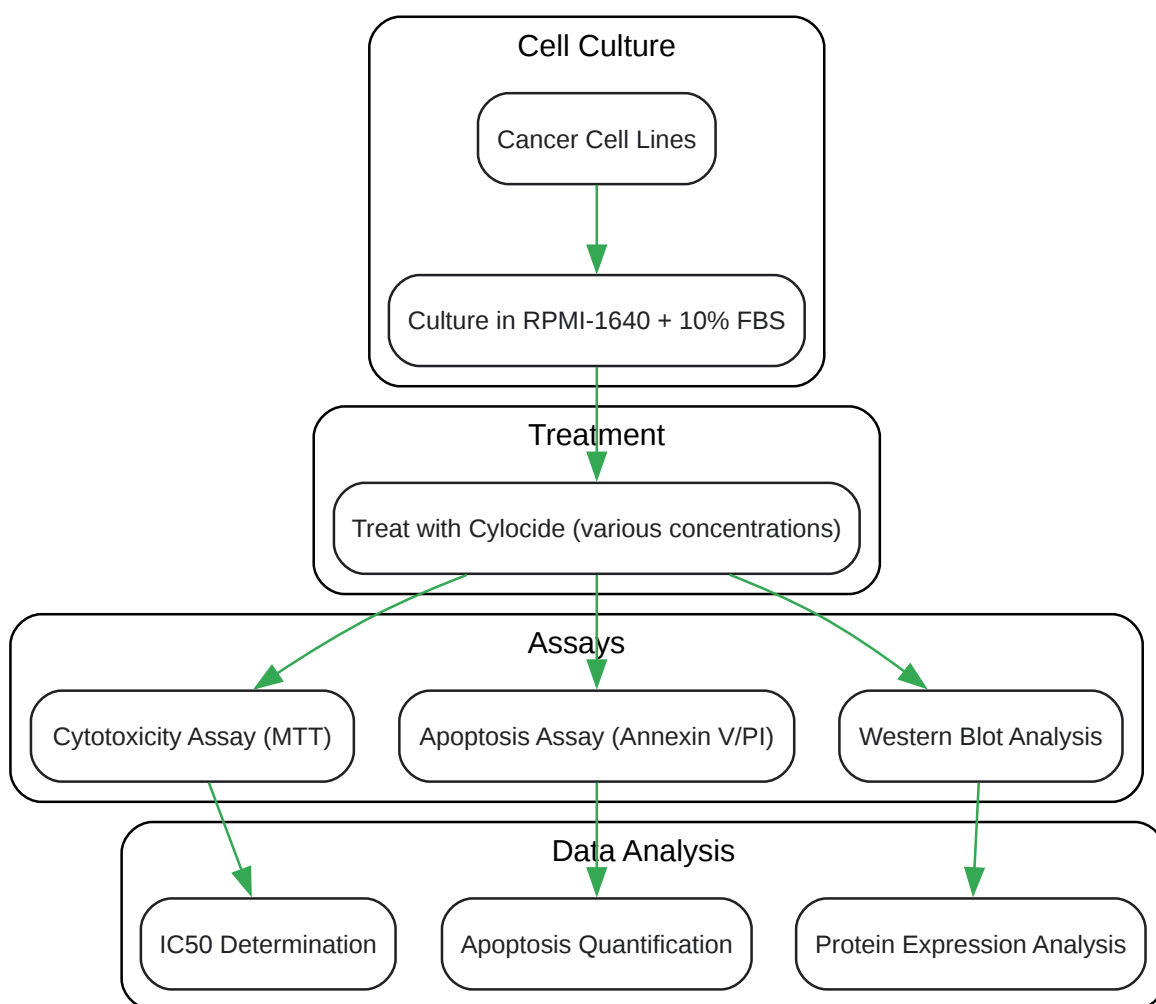 Cell Culture
Cancer Cell Lines
Culture in RPMI-1640 + 10% FBS
Treatment
Treat with Cylocide (various concentrations)
Assays
Cytotoxicity Assay (MTT)
Apoptosis Assay (Annexin V/PI)
Western Blot Analysis
Data Analysis
IC50 Determination
Apoptosis Quantification
Protein Expression Analysis